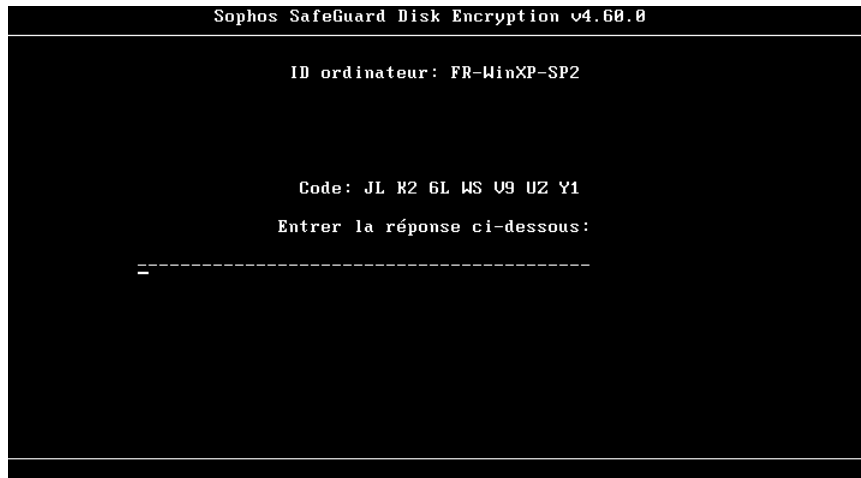 Sophos SafeGuard Disk Encryption v4.60.0
ID ordinateur: FR-WinXP-SP2
Code: JL K2 6L WS V9 UZ Y1
Entrer la réponse ci-dessous: